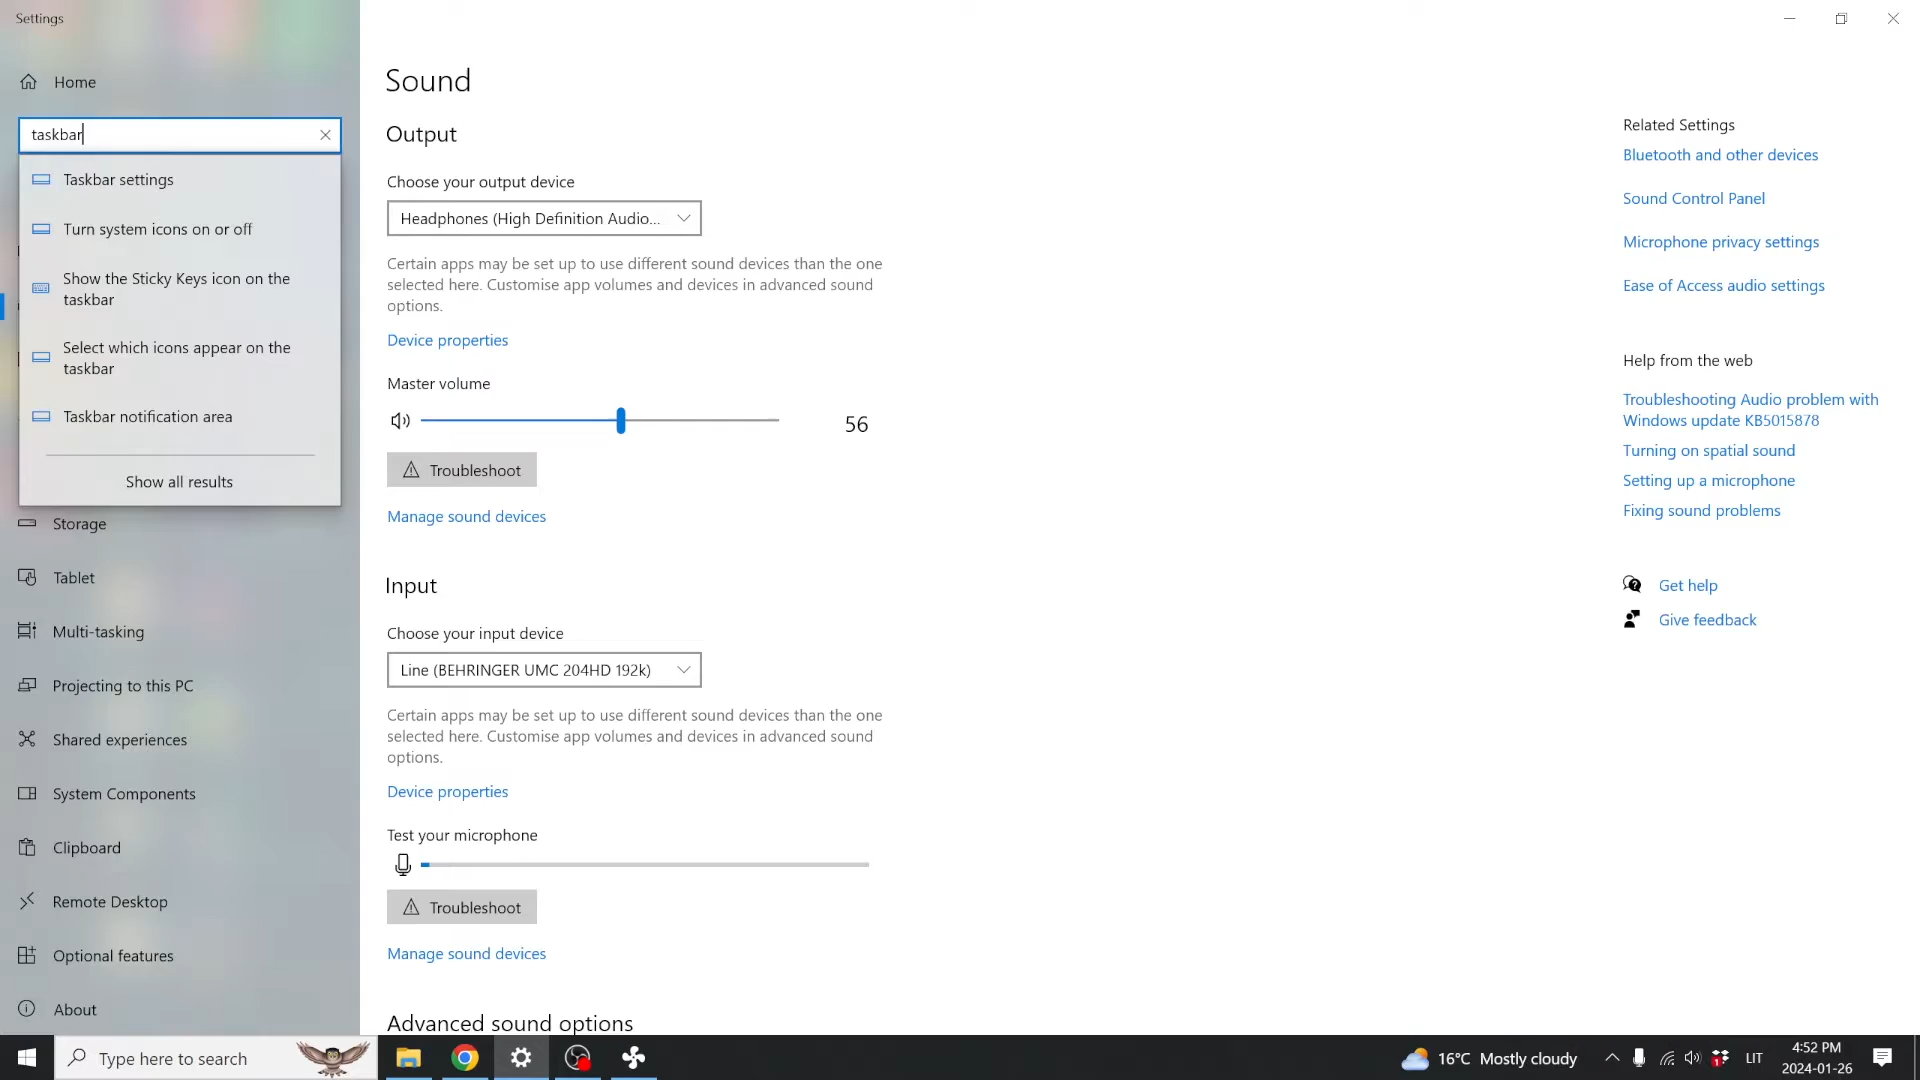 Settings
Home
taskbar
Taskbar settings
Turn system icons on or off
Show the Sticky Keys icon on the
taskbar
Select which icons appear on the
taskbar
Taskbar notification area
Show all results
Storage
Tablet
Multi-tasking
Projecting to this PC
Shared experiences
System Components
Clipboard
Remote Desktop
Optional features
About
Sound
Output
Choose your output device
Headphones (High Definition Audio...
Certain apps may be set up to use different sound devices than the one
selected here. Customise app volumes and devices in advanced sound
options.
Device properties
Master volume
56
Troubleshoot
Manage sound devices
Input
Choose your input device
Line (BEHRINGER UMC 204HD 192k)
Certain apps may be set up to use different sound devices than the one
selected here. Customise app volumes and devices in advanced sound
options.
Device properties
Test your microphone
Troubleshoot
Manage sound devices
Advanced sound options
Related Settings
Bluetooth and other devices
Sound Control Panel
Microphone privacy settings
Ease of Access audio settings
Help from the web
Troubleshooting Audio problem with
Windows update KB5015878
Turning on spatial sound
Setting up a microphone
Fixing sound problems
Get help
Give feedback
Type here to search
16°C Mostly cloudy
LIT
4:52 PM
2024-01-26